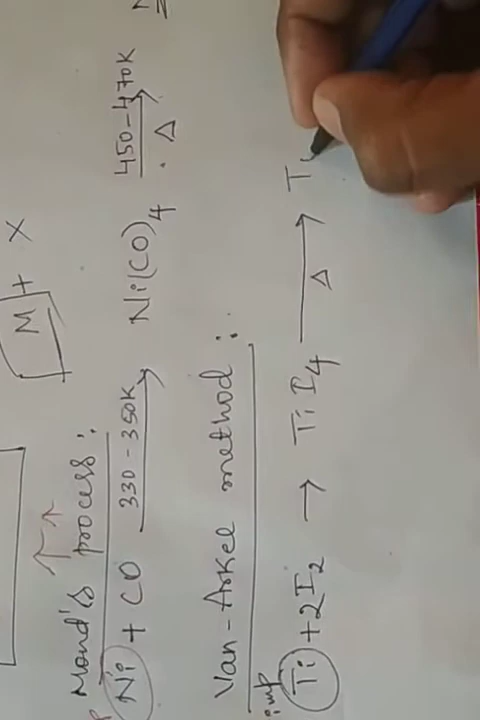 M + X
Mond's process:
Ni + CO 330-350K → Ni(CO)4 450-470K Δ →
Van-Arkel method:
imp
Ti + 2I2 → TiI4 Δ → Ti